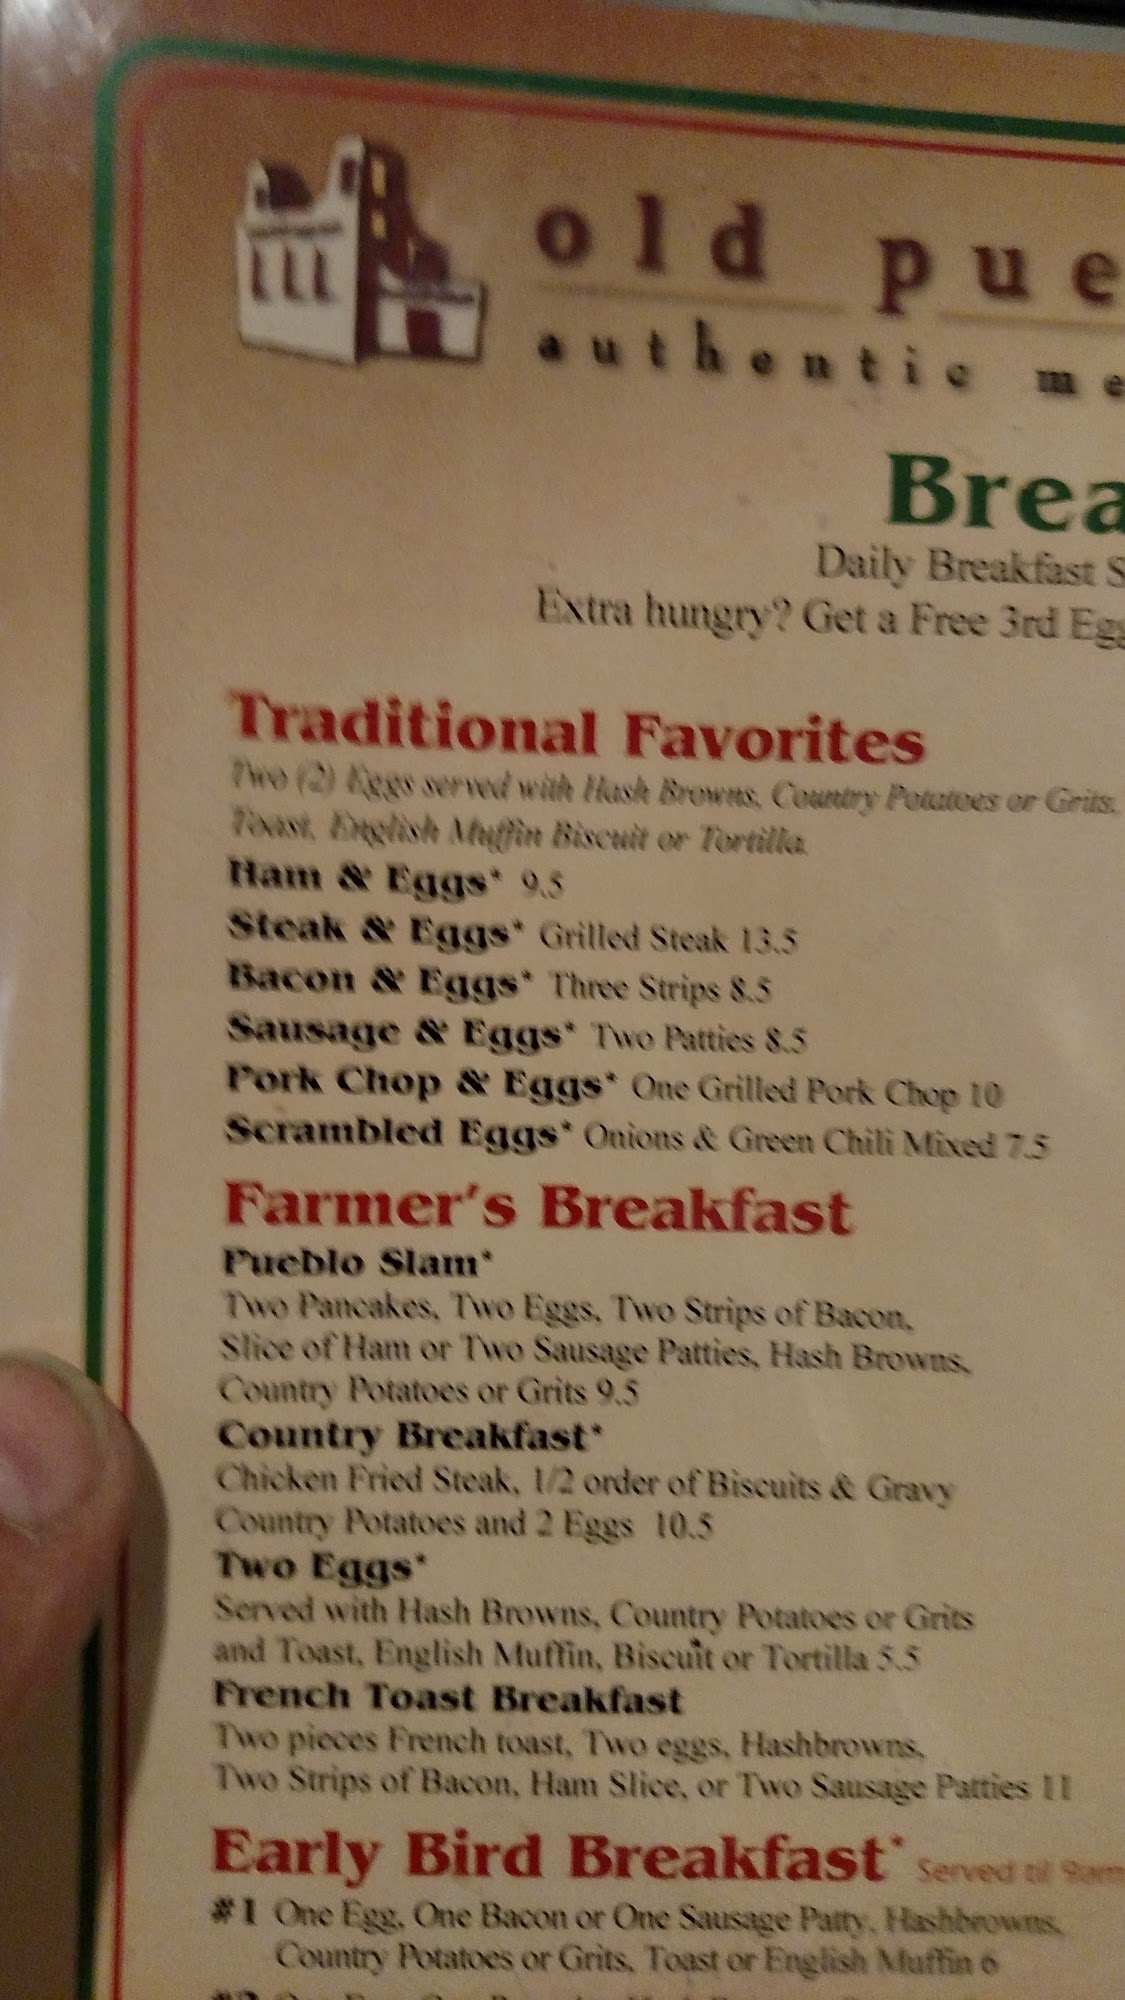 old pue
authentic me
Brea
Daily Breakfast S
Extra hungry? Get a Free 3rd Egg
Traditional Favorites
Two (2) Eggs served with Hash Browns, Country Potatoes or Grits.
Toast, English Muffin Biscuit or Tortilla.
Ham & Eggs* 9.5
Steak & Eggs* Grilled Steak 13.5
Bacon & Eggs* Three Strips 8.5
Sausage & Eggs* Two Patties 8.5
Pork Chop & Eggs* One Grilled Pork Chop 10
Scrambled Eggs* Onions & Green Chili Mixed 7.5
Farmer's Breakfast
Pueblo Slam*
Two Pancakes, Two Eggs, Two Strips of Bacon,
Slice of Ham or Two Sausage Patties, Hash Browns,
Country Potatoes or Grits 9.5
Country Breakfast*
Chicken Fried Steak, 1/2 order of Biscuits & Gravy
Country Potatoes and 2 Eggs 10.5
Two Eggs*
Served with Hash Browns, Country Potatoes or Grits
and Toast, English Muffin, Biscuit or Tortilla 5.5
French Toast Breakfast
Two pieces French toast, Two eggs, Hashbrowns,
Two Strips of Bacon, Ham Slice, or Two Sausage Patties 11
Early Bird Breakfast* Served til 9am
#1 One Egg, One Bacon or One Sausage Patty, Hashbrowns,
Country Potatoes or Grits, Toast or English Muffin 6
#2